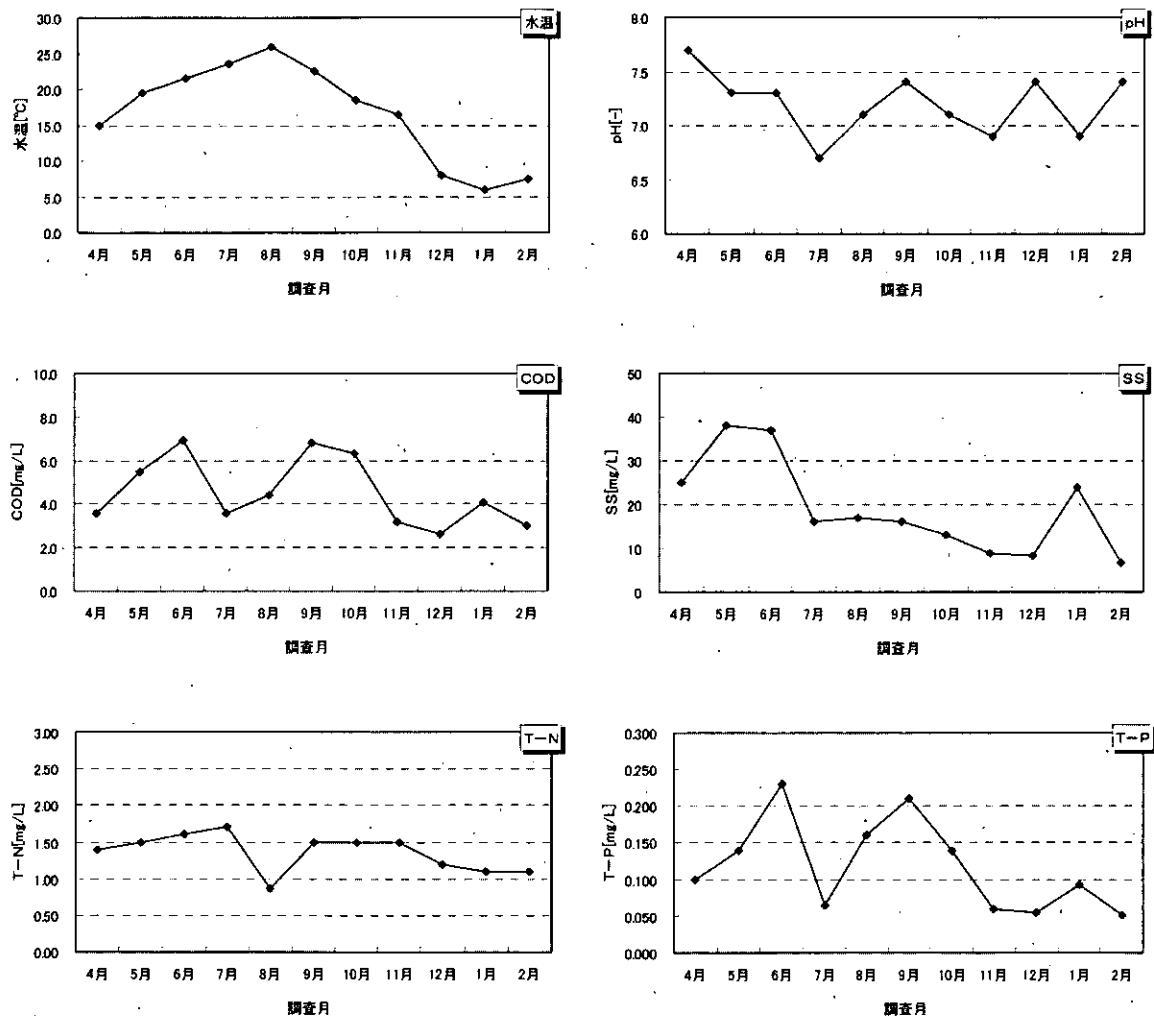 水温
水温[℃]
30.0
25.0
20.0
15.0
10.0
5.0
0.0
4月 5月 6月 7月 8月 9月 10月 11月 12月 1月 2月
調査月
pH
pH[-]
8.0
7.5
7.0
6.5
6.0
4月 5月 6月 7月 8月 9月 10月 11月 12月 1月 2月
調査月
COD
COD[mg/L]
10.0
8.0
6.0
4.0
2.0
0.0
4月 5月 6月 7月 8月 9月 10月 11月 12月 1月 2月
調査月
SS
SS[mg/L]
50
40
30
20
10
0
4月 5月 6月 7月 8月 9月 10月 11月 12月 1月 2月
調査月
T-N
T-N[mg/L]
3.00
2.50
2.00
1.50
1.00
0.50
0.00
4月 5月 6月 7月 8月 9月 10月 11月 12月 1月 2月
調査月
T-P
T-P[mg/L]
0.300
0.250
0.200
0.150
0.100
0.050
0.000
4月 5月 6月 7月 8月 9月 10月 11月 12月 1月 2月
調査月